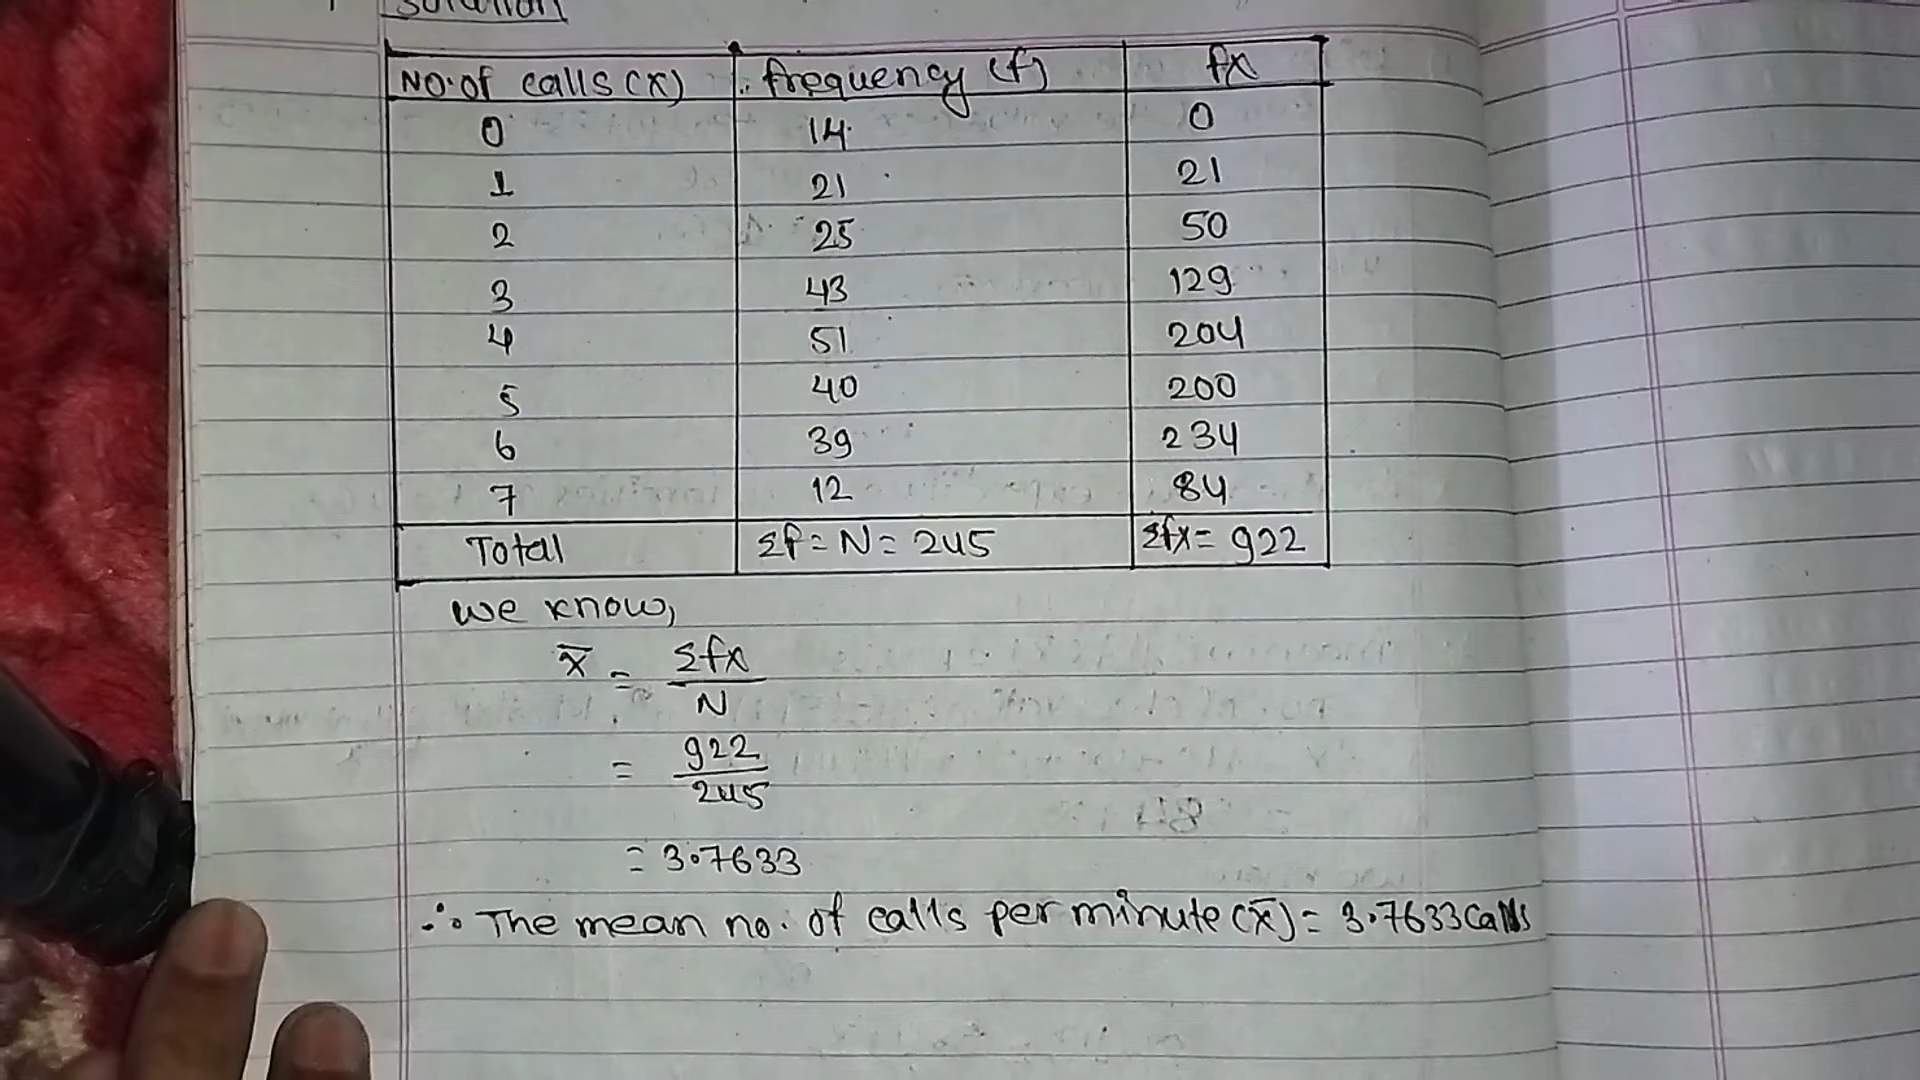 Solution
No. of calls (x) frequency (f) fx
0 14 0
1 21 21
2 25 50
3 43 129
4 51 204
5 40 200
6 39 234
7 12 84
Total Σf = N = 245 Σfx = 922
we know,
x̄ = Σfx
N
= 922
245
= 3.7633
∴ The mean no. of calls per minute (x̄) = 3.7633 calls